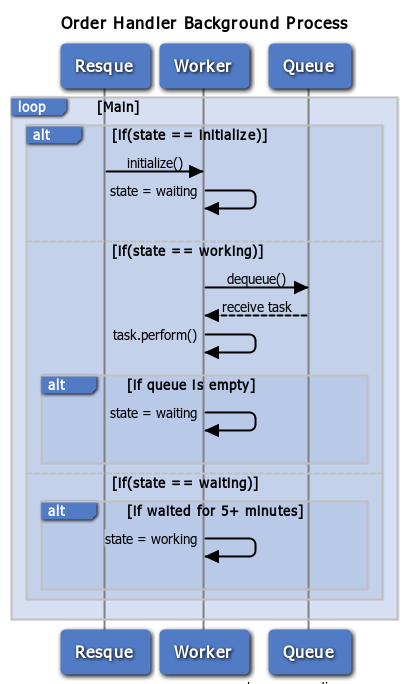 Order Handler Background Process
Resque Worker Queue
loop [Main]
alt [if(state == initialize)]
initialize()
state = waiting
[if(state == working)]
dequeue()
receive task
task.perform()
alt [if queue is empty]
state = waiting
[if(state == waiting)]
alt [if waited for 5+ minutes]
state = working
Resque Worker Queue